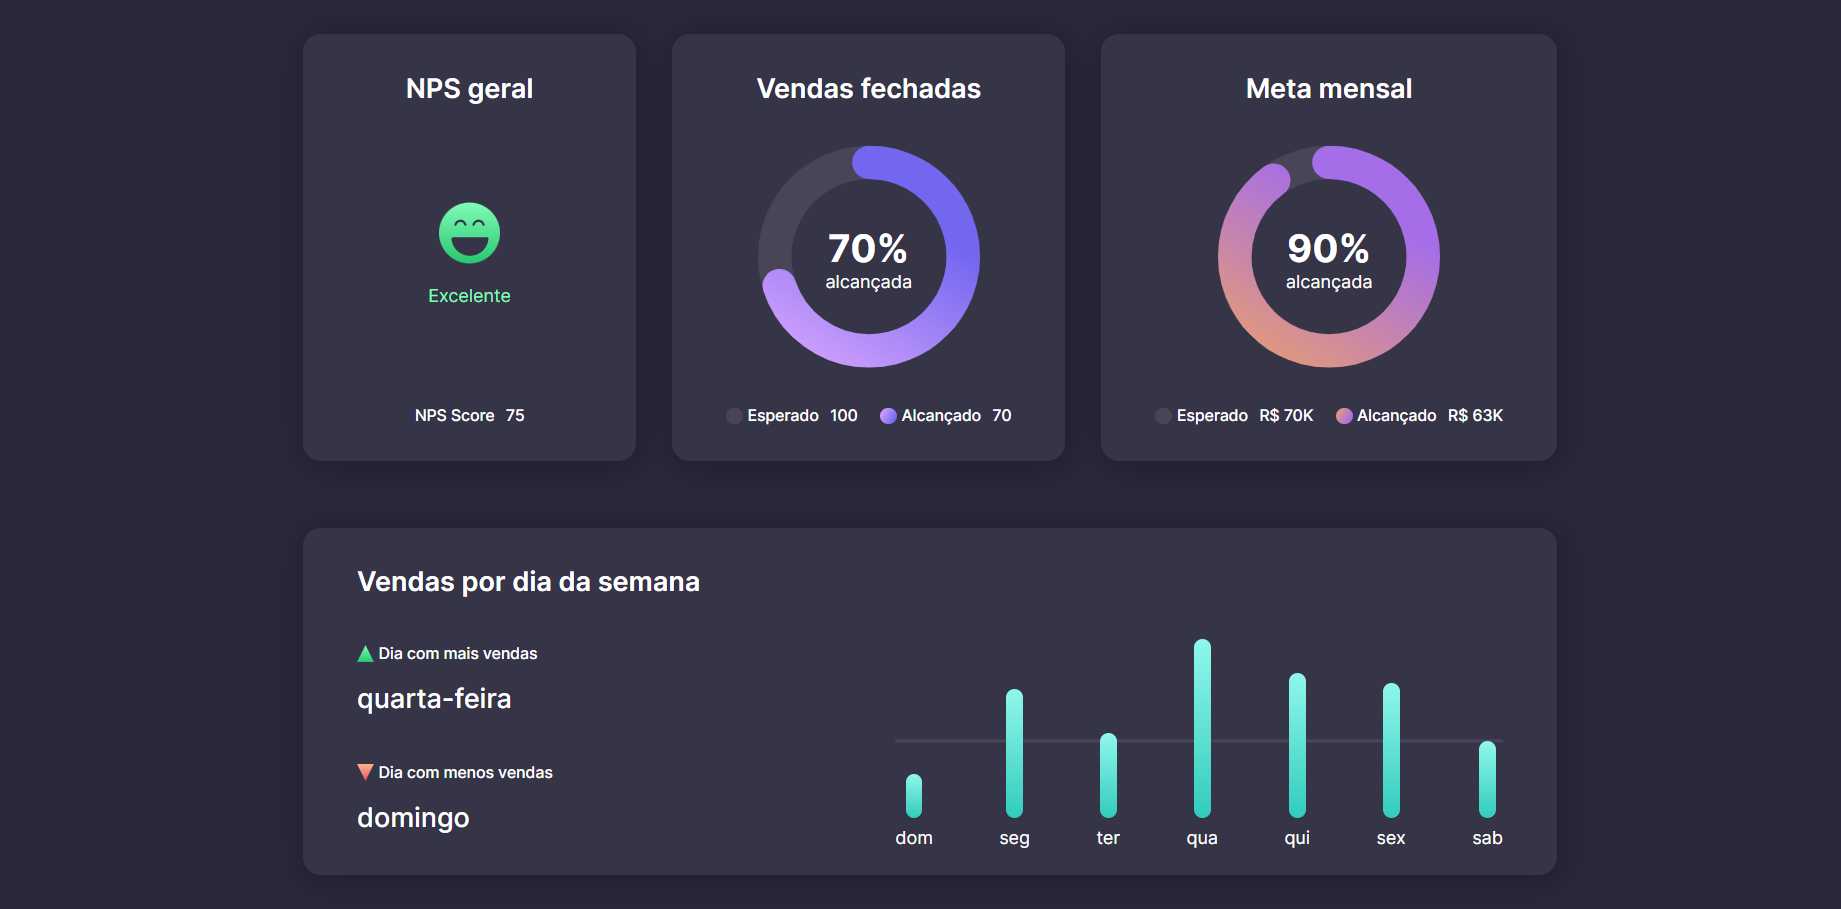 NPS geral
Excelente
NPS Score 75
Vendas fechadas
70%
alcançada
Esperado 100 Alcançado 70
Meta mensal
90%
alcançada
Esperado R$ 70K Alcançado R$ 63K
Vendas por dia da semana
Dia com mais vendas
quarta-feira
Dia com menos vendas
domingo
dom seg ter qua qui sex sab